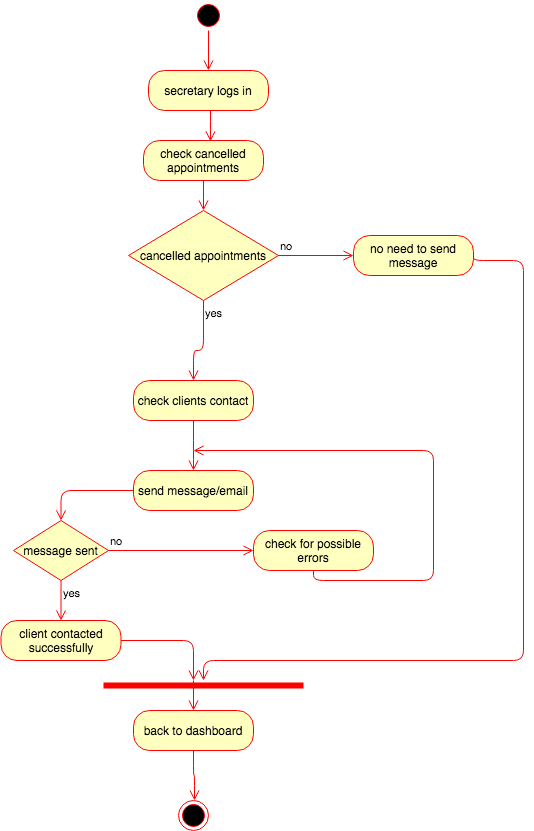 secretary logs in
check cancelled
appointments
cancelled appointments
no
no need to send
message
yes
check clients contact
send message/email
message sent
no
check for possible
errors
yes
client contacted
successfully
back to dashboard